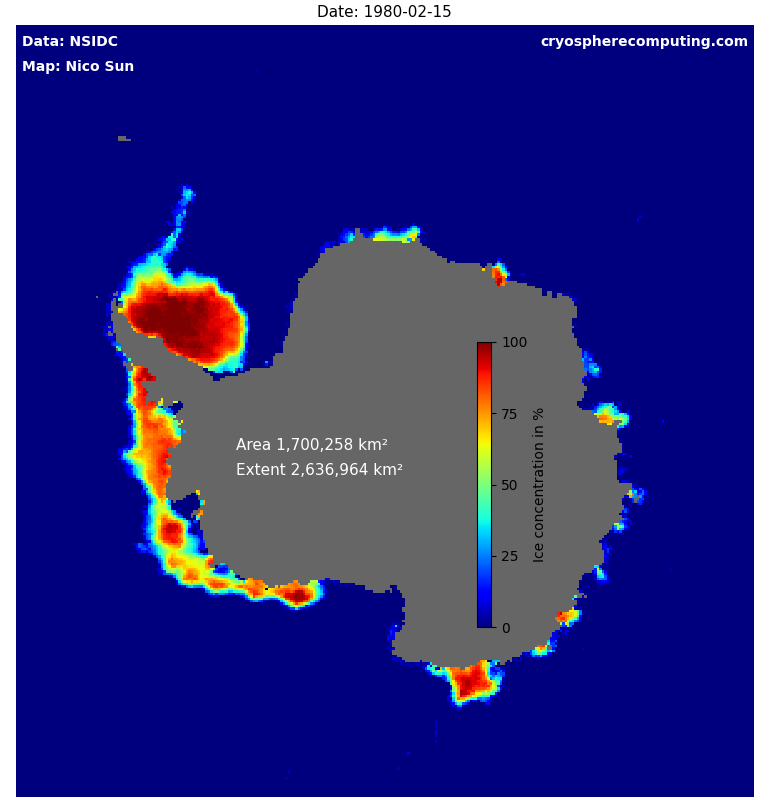 Date: 1980-02-15
Data: NSIDC
cryospherecomputing.com
Map: Nico Sun
100
75
50
25
0
Ice concentration in %
Area 1,700,258 km²
Extent 2,636,964 km²